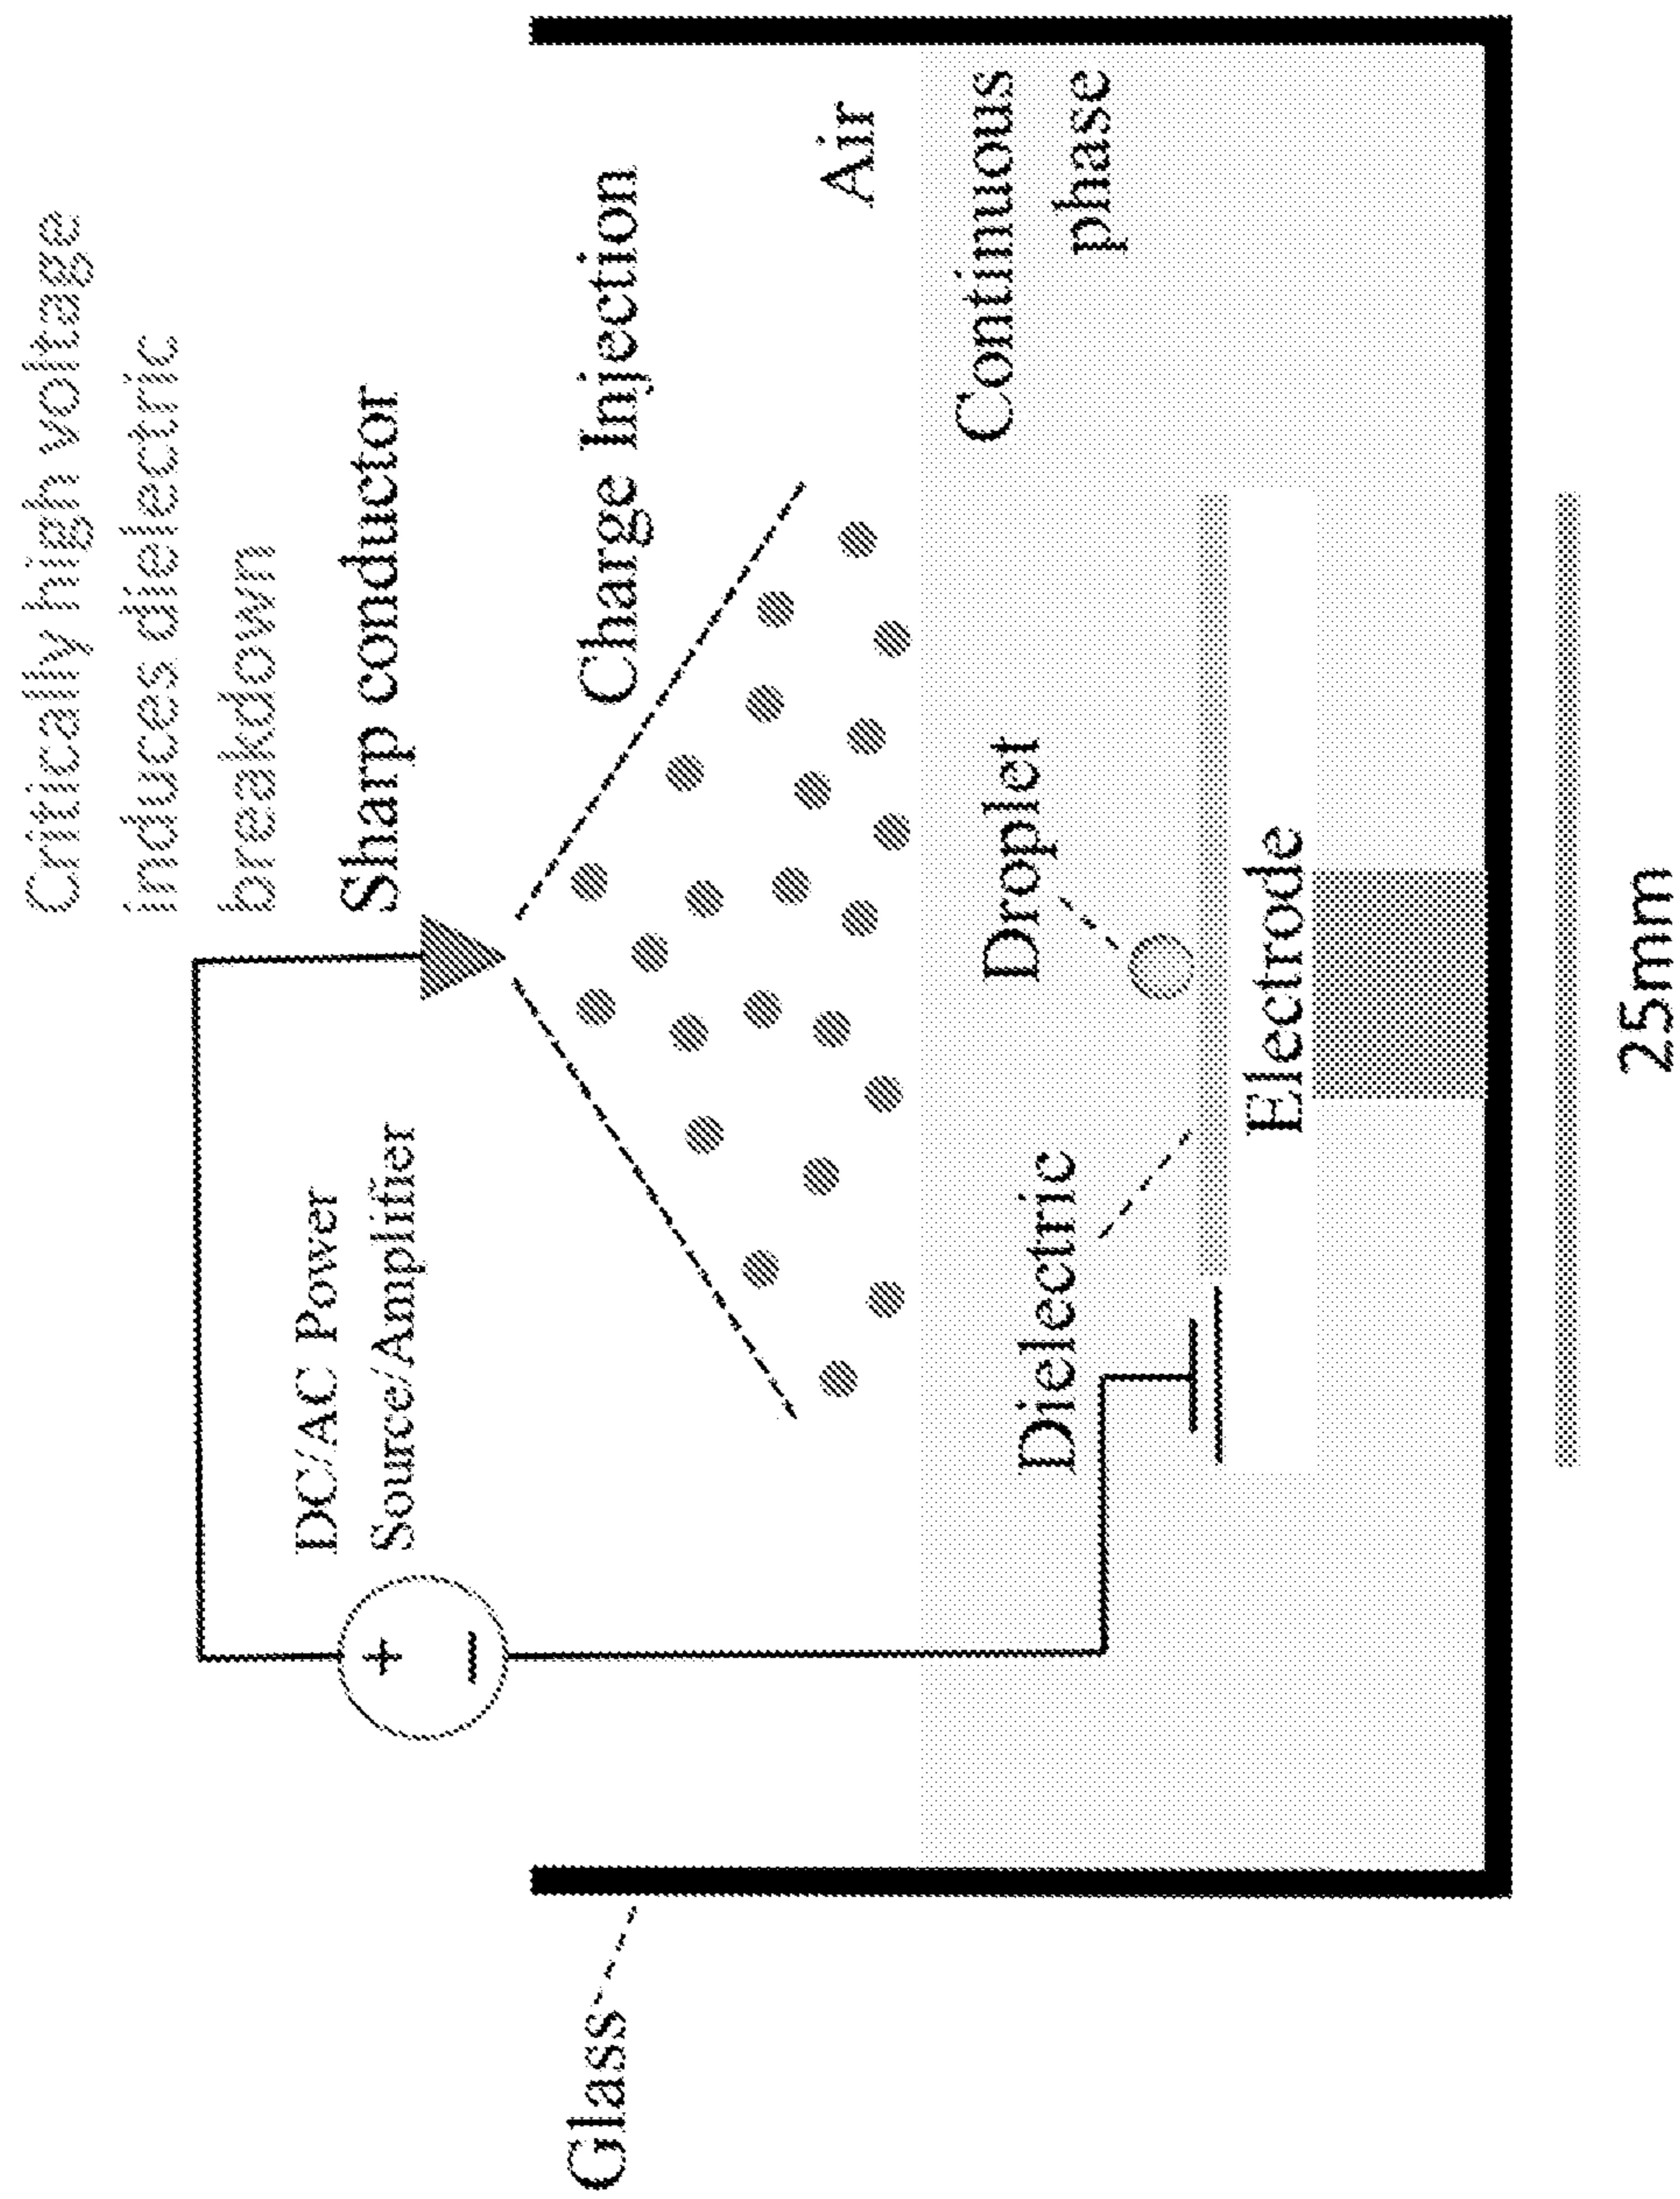 Critically high voltage
induces dielectric
breakdown
Sharp conductor
DC/AC Power
Source/Amplifier
+
−
Charge Injection
Glass
Air
Continuous
phase
Droplet
Dielectric
Electrode
25mm